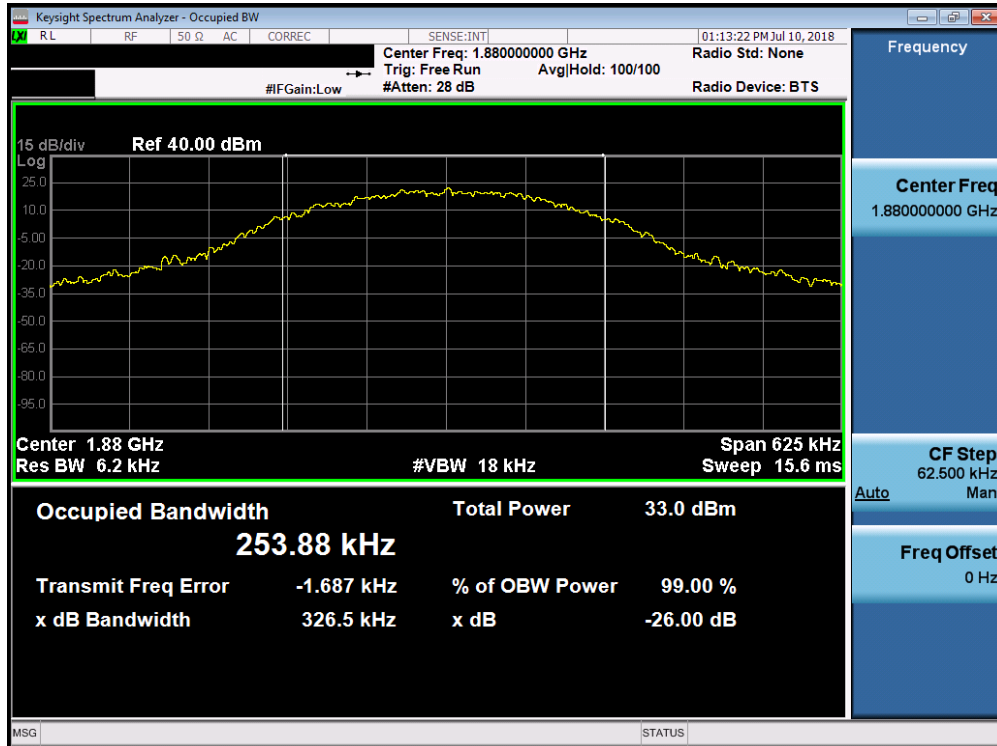 Keysight Spectrum Analyzer - Occupied BW
LXI RL RF 50 Ω AC CORREC SENSE:INT 01:13:22 PM Jul 10, 2018
Center Freq: 1.880000000 GHz Radio Std: None
Trig: Free Run Avg|Hold: 100/100
#IFGain:Low #Atten: 28 dB Radio Device: BTS
15 dB/div Ref 40.00 dBm
Log
25.0
10.0
-5.00
-20.0
-35.0
-50.0
-65.0
-80.0
-95.0
Center 1.88 GHz Span 625 kHz
Res BW 6.2 kHz #VBW 18 kHz Sweep 15.6 ms
Occupied Bandwidth Total Power 33.0 dBm
253.88 kHz
Transmit Freq Error -1.687 kHz % of OBW Power 99.00 %
x dB Bandwidth 326.5 kHz x dB -26.00 dB
Frequency
Center Freq
1.880000000 GHz
CF Step
62.500 kHz
Auto Man
Freq Offset
0 Hz
MSG STATUS